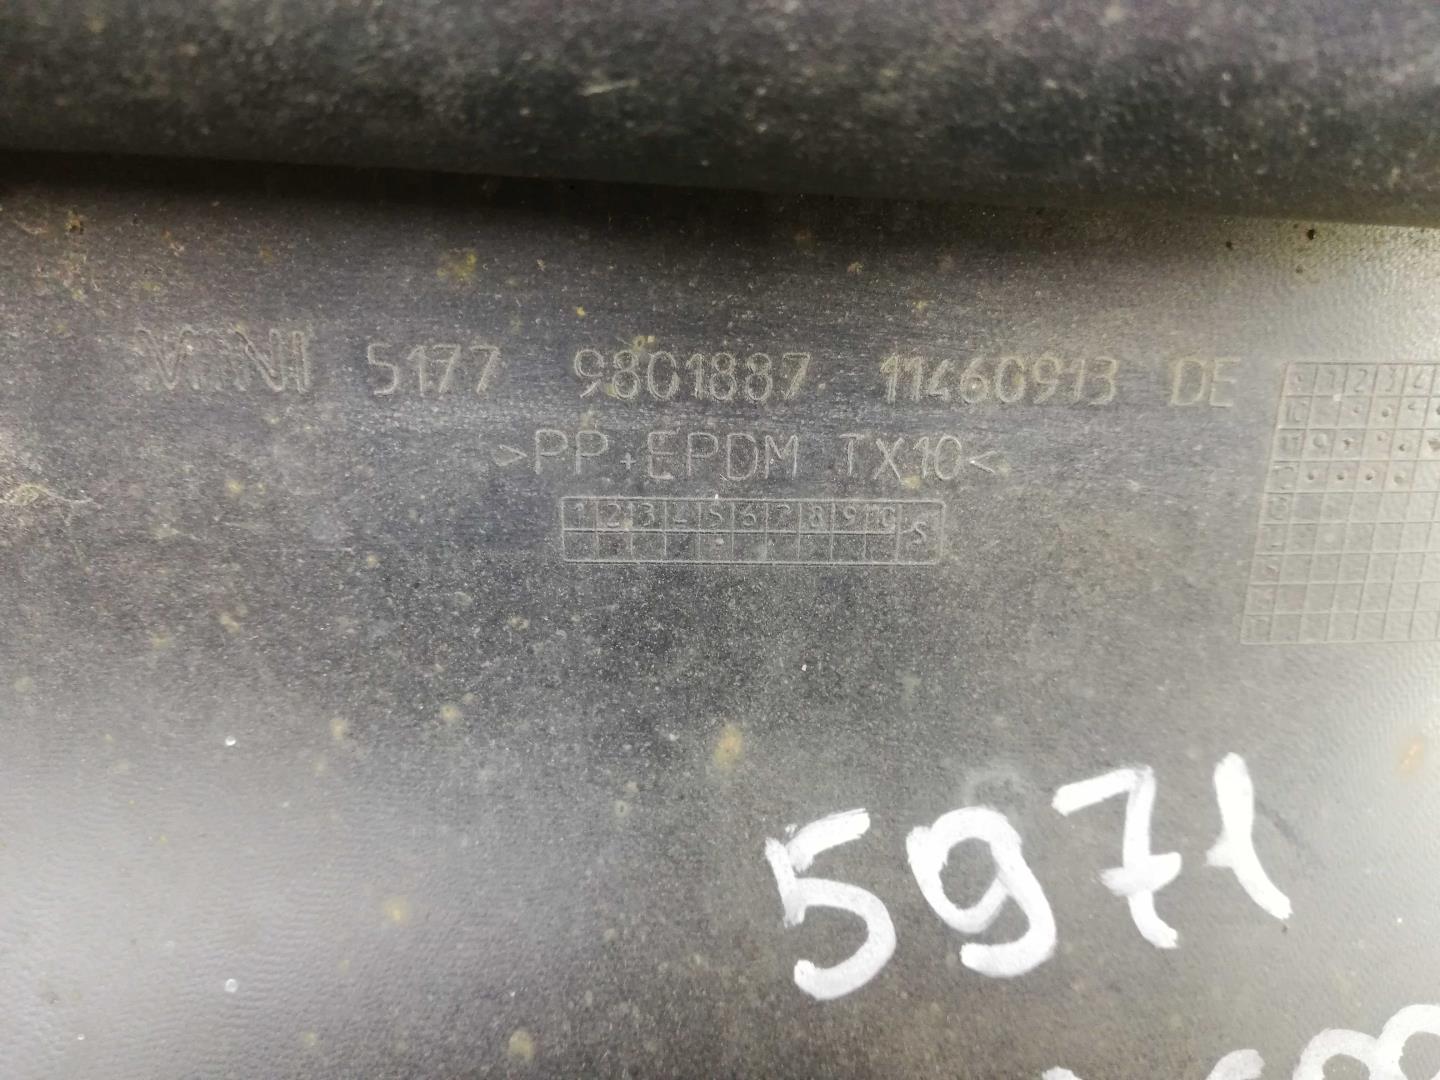 MINI 5177 9801887 11460913 DE
>PP+EPDM TX10<
1 2 3 4 5 6 7 8 9 10 S
5971